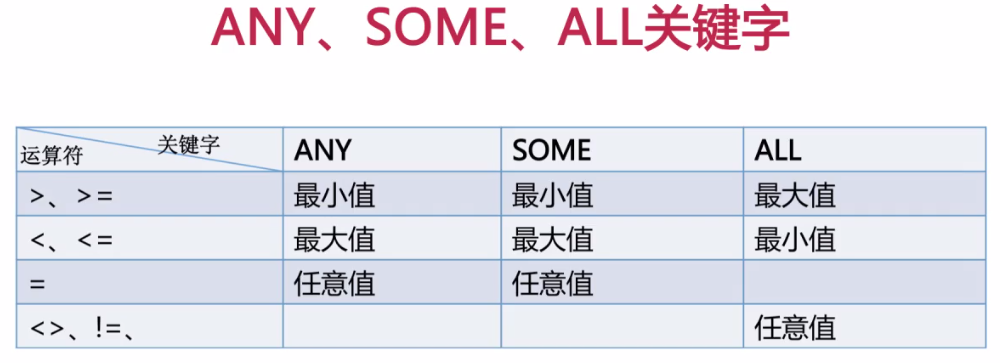 ANY、SOME、ALL关键字
运算符 关键字 ANY SOME ALL
>、>= 最小值 最小值 最大值
<、<= 最大值 最大值 最小值
= 任意值 任意值
<>、!=、 任意值